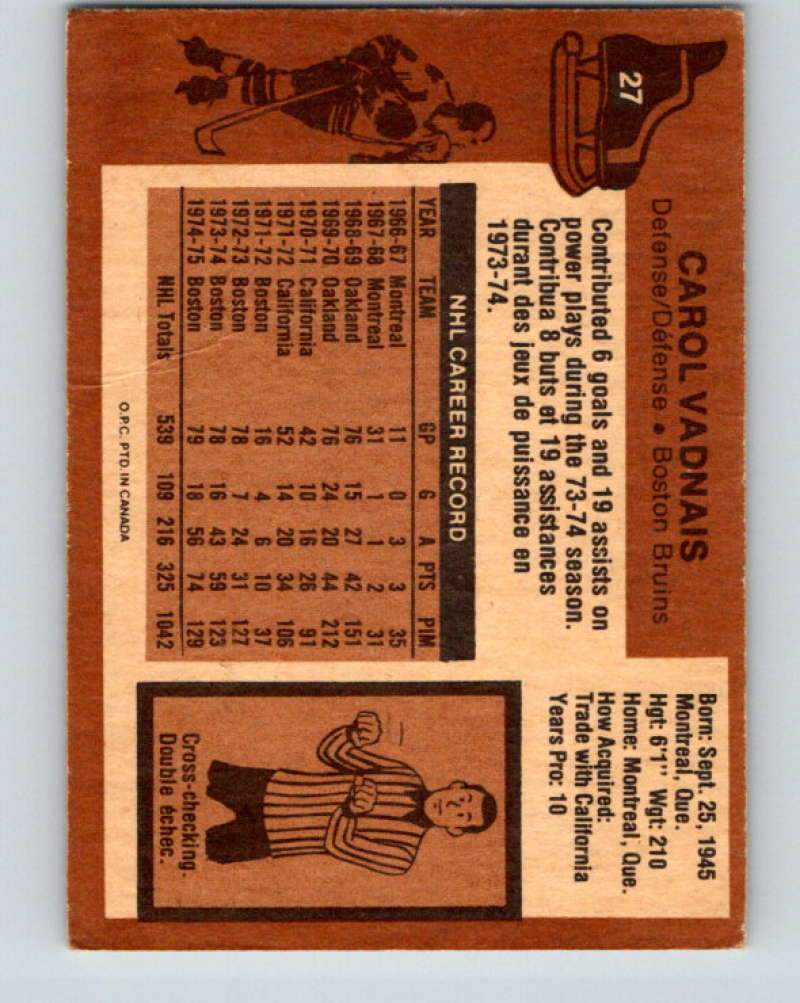 27
CAROL VADNAIS
Defense/Défense • Boston Bruins
Contributed 6 goals and 19 assists on
power plays during the 73-74 season.
Contribua 8 buts et 19 assistances
durant des jeux de puissance en
1973-74.
Born: Sept. 25, 1945
Montreal, Que.
Hgt: 6'1" Wgt: 210
Home: Montreal, Que.
How Acquired:
Trade with California
Years Pro: 10
NHL CAREER RECORD
YEAR TEAM GP G A PTS PIM
1966-67 Montreal 11 0 3 3 35
1967-68 Montreal 31 1 1 2 31
1968-69 Oakland 76 15 27 42 151
1969-70 Oakland 76 24 20 44 212
1970-71 California 42 10 16 26 91
1971-72 California 52 14 20 34 106
1971-72 Boston 16 4 6 10 37
1972-73 Boston 78 7 24 31 127
1973-74 Boston 78 16 43 59 123
1974-75 Boston 79 18 56 74 129
NHL Totals 539 109 216 325 1042
Cross-checking.
Double échec.
O.P.C. PTD. IN CANADA